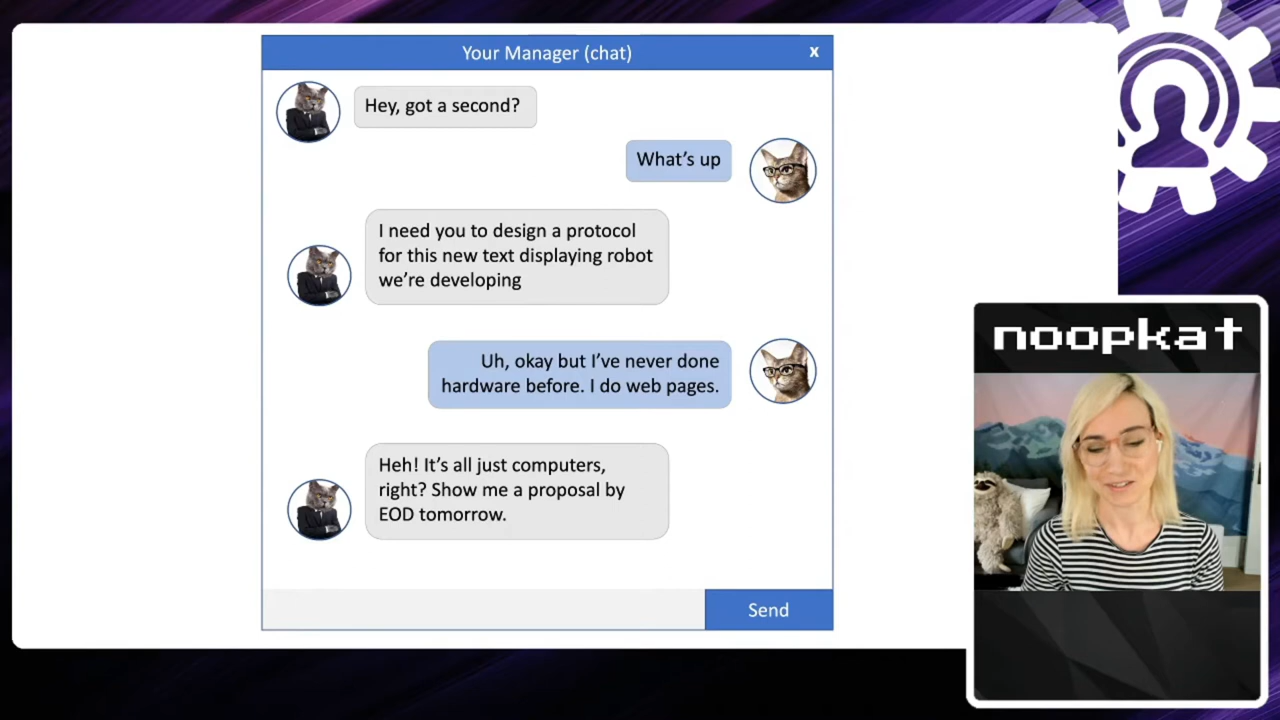 Your Manager (chat)
x
Hey, got a second?
What’s up
I need you to design a protocol
for this new text displaying robot
we’re developing
Uh, okay but I’ve never done
hardware before. I do web pages.
Heh! It’s all just computers,
right? Show me a proposal by
EOD tomorrow.
Send
noopkat